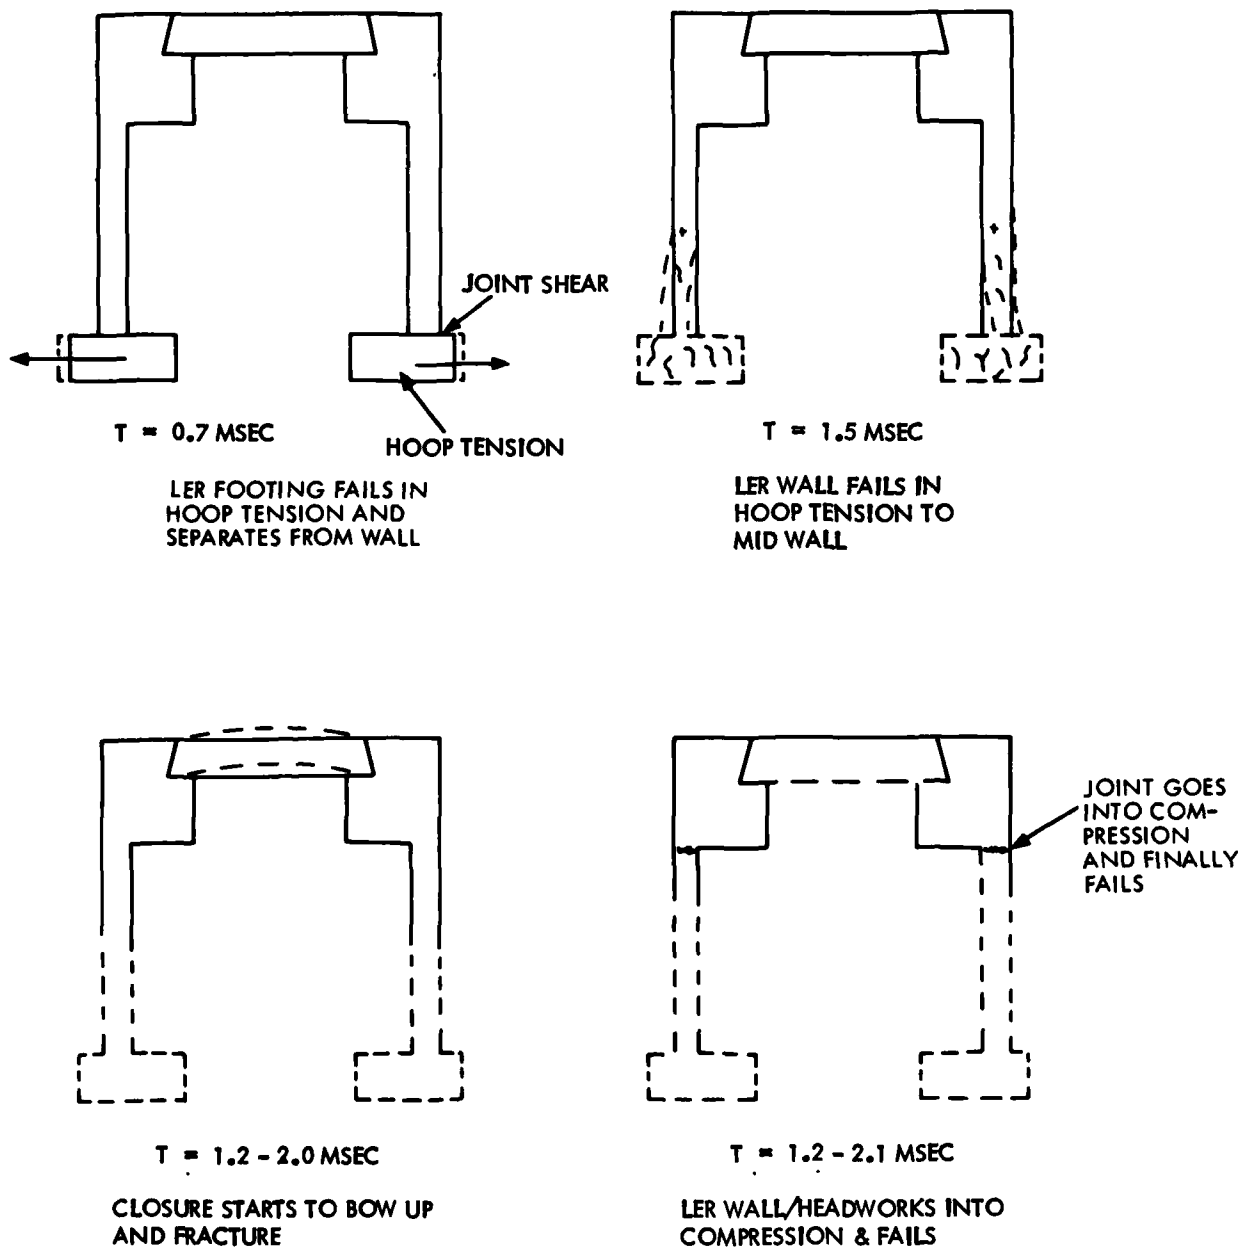 JOINT SHEAR
T = 0.7 MSEC
HOOP TENSION
LER FOOTING FAILS IN
HOOP TENSION AND
SEPARATES FROM WALL
T = 1.5 MSEC
LER WALL FAILS IN
HOOP TENSION TO
MID WALL
JOINT GOES
INTO COM-
PRESSION
AND FINALLY
FAILS
T = 1.2 - 2.0 MSEC
CLOSURE STARTS TO BOW UP
AND FRACTURE
T = 1.2 - 2.1 MSEC
LER WALL/HEADWORKS INTO
COMPRESSION & FAILS